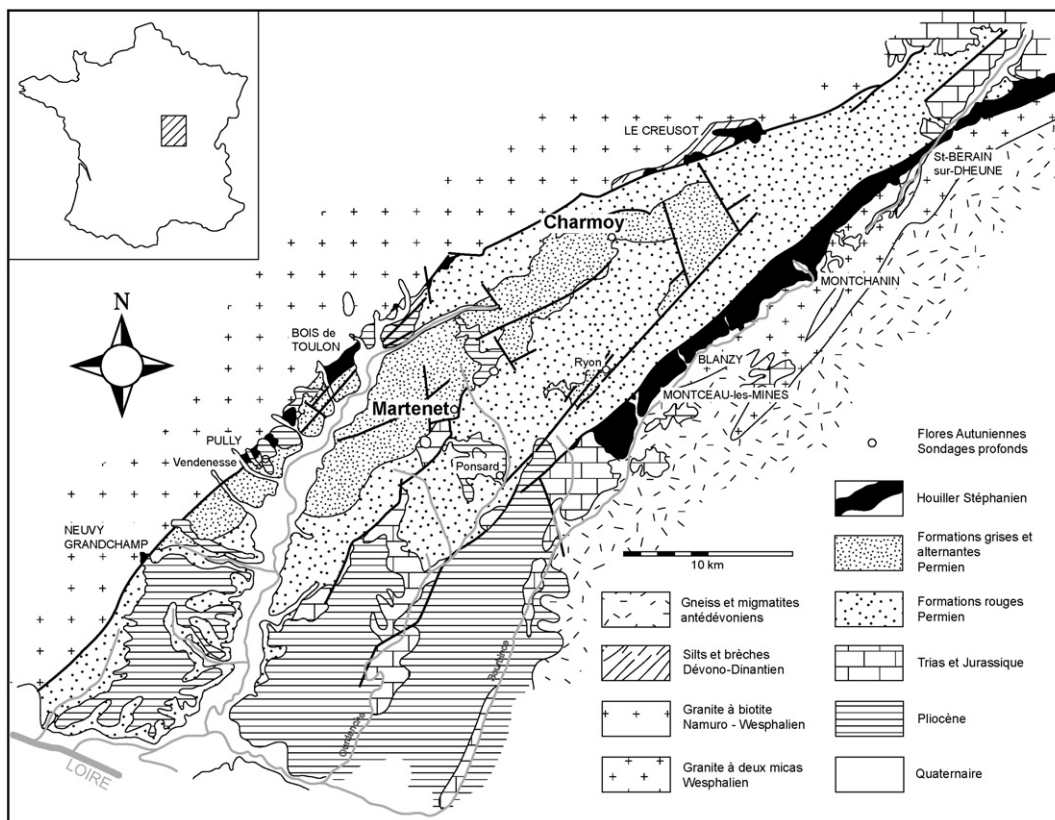 LE CREUSOT
St-BERAIN
sur-DHEUNE
Charmoy
MONTCHANIN
N
BOIS de
TOULON
Ryon
BLANZY
MONTCEAU-les-MINES
Martenet
PULLY
Vendenesse
Ponsard
NEUVY
GRANDCHAMP
10 km
Bourbince
LOIRE
Flores Autuniennes
Sondages profonds
Houiller Stéphanien
Formations grises et
alternantes
Permien
Gneiss et migmatites
antédévoniens
Formations rouges
Permien
Silts et brèches
Dévono-Dinantien
Trias et Jurassique
Granite à biotite
Namuro - Wesphalien
Pliocène
Granite à deux micas
Wesphalien
Quaternaire